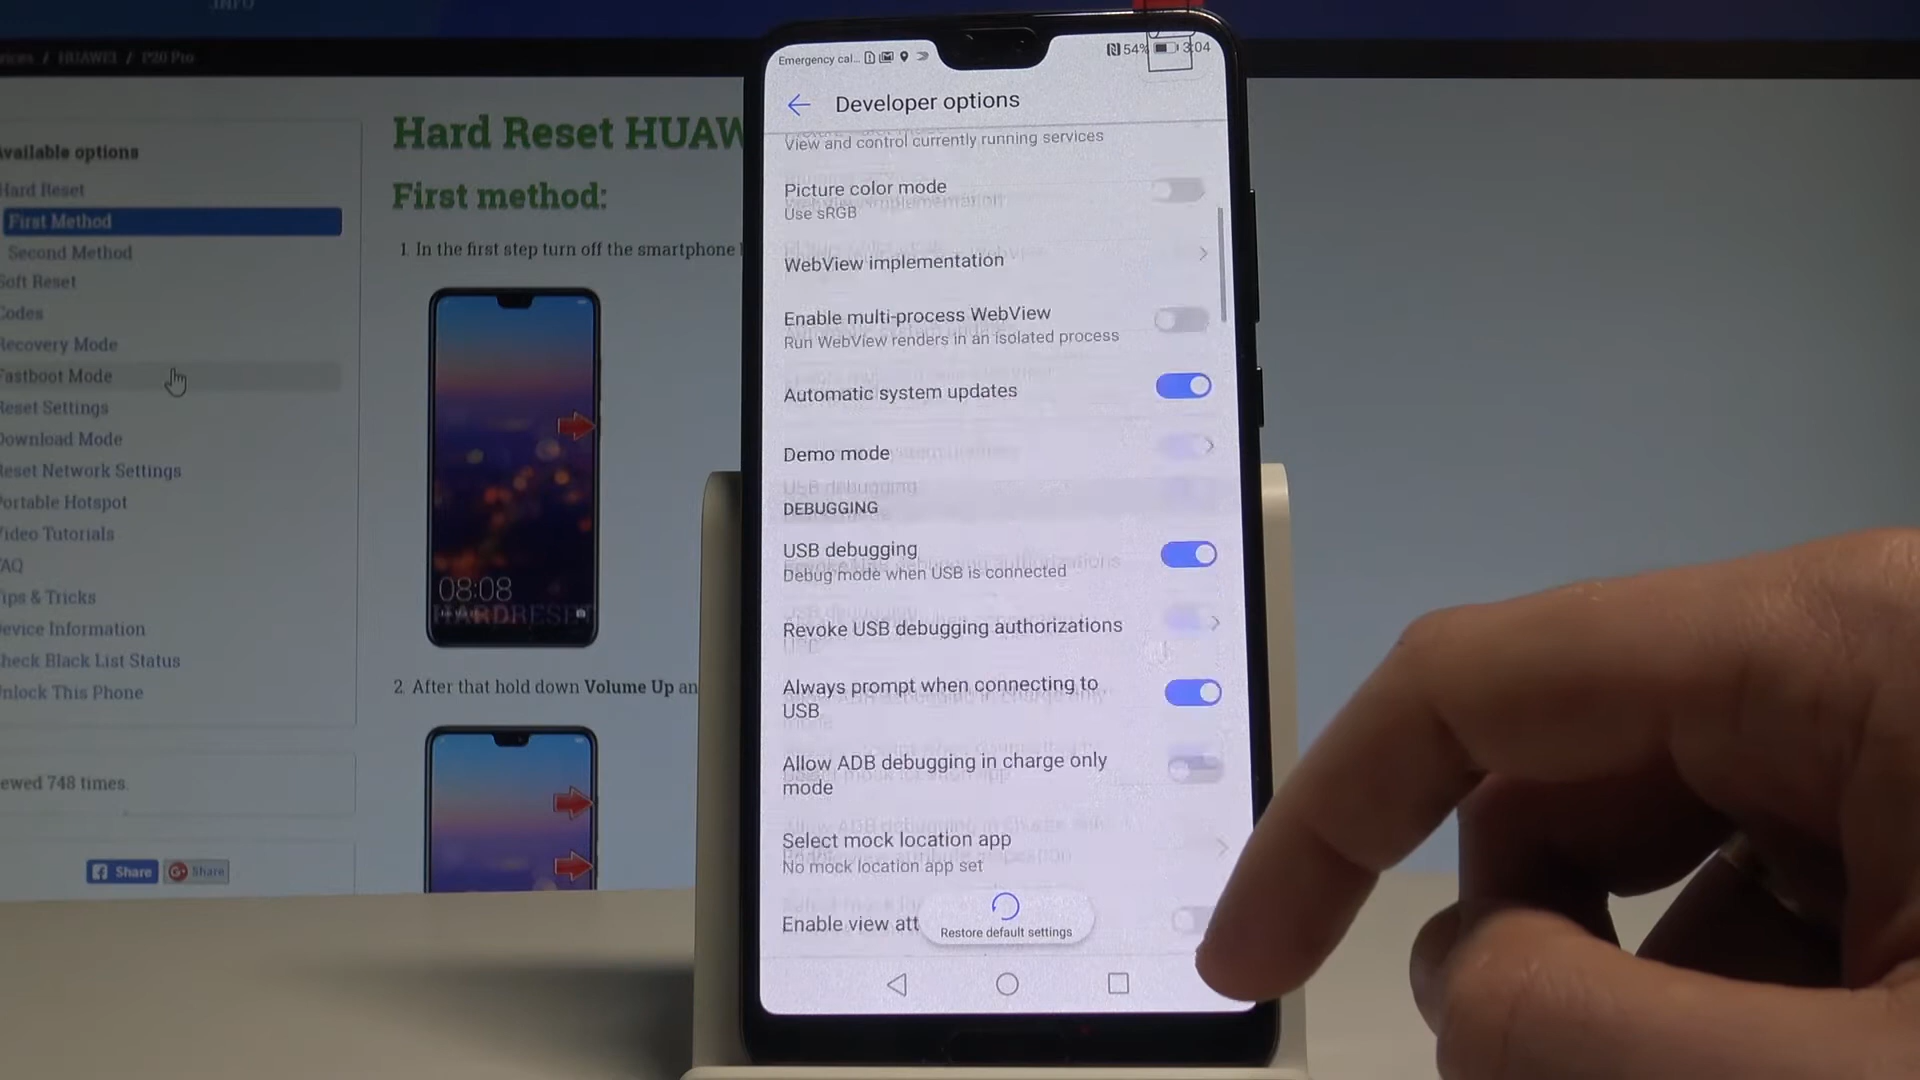 INFO
/ HUAWEI / P20 Pro
Available options
Hard Reset
First Method
Second Method
Soft Reset
Codes
Recovery Mode
Fastboot Mode
Reset Settings
Download Mode
Reset Network Settings
Portable Hotspot
Video Tutorials
FAQ
Tips & Tricks
Device Information
Check Black List Status
Unlock This Phone
ewed 748 times.
Share
Share
Hard Reset HUAW
First method:
1. In the first step turn off the smartphone
08:08
HARDRESET
2. After that hold down Volume Up an
Emergency cal...
54%
3:04
Developer options
View and control currently running services
Picture color mode
Use sRGB
WebView implementation
Enable multi-process WebView
Run WebView renders in an isolated process
Automatic system updates
Demo mode
DEBUGGING
USB debugging
Debug mode when USB is connected
Revoke USB debugging authorizations
Always prompt when connecting to
USB
Allow ADB debugging in charge only
mode
Select mock location app
No mock location app set
Enable view att
Restore default settings